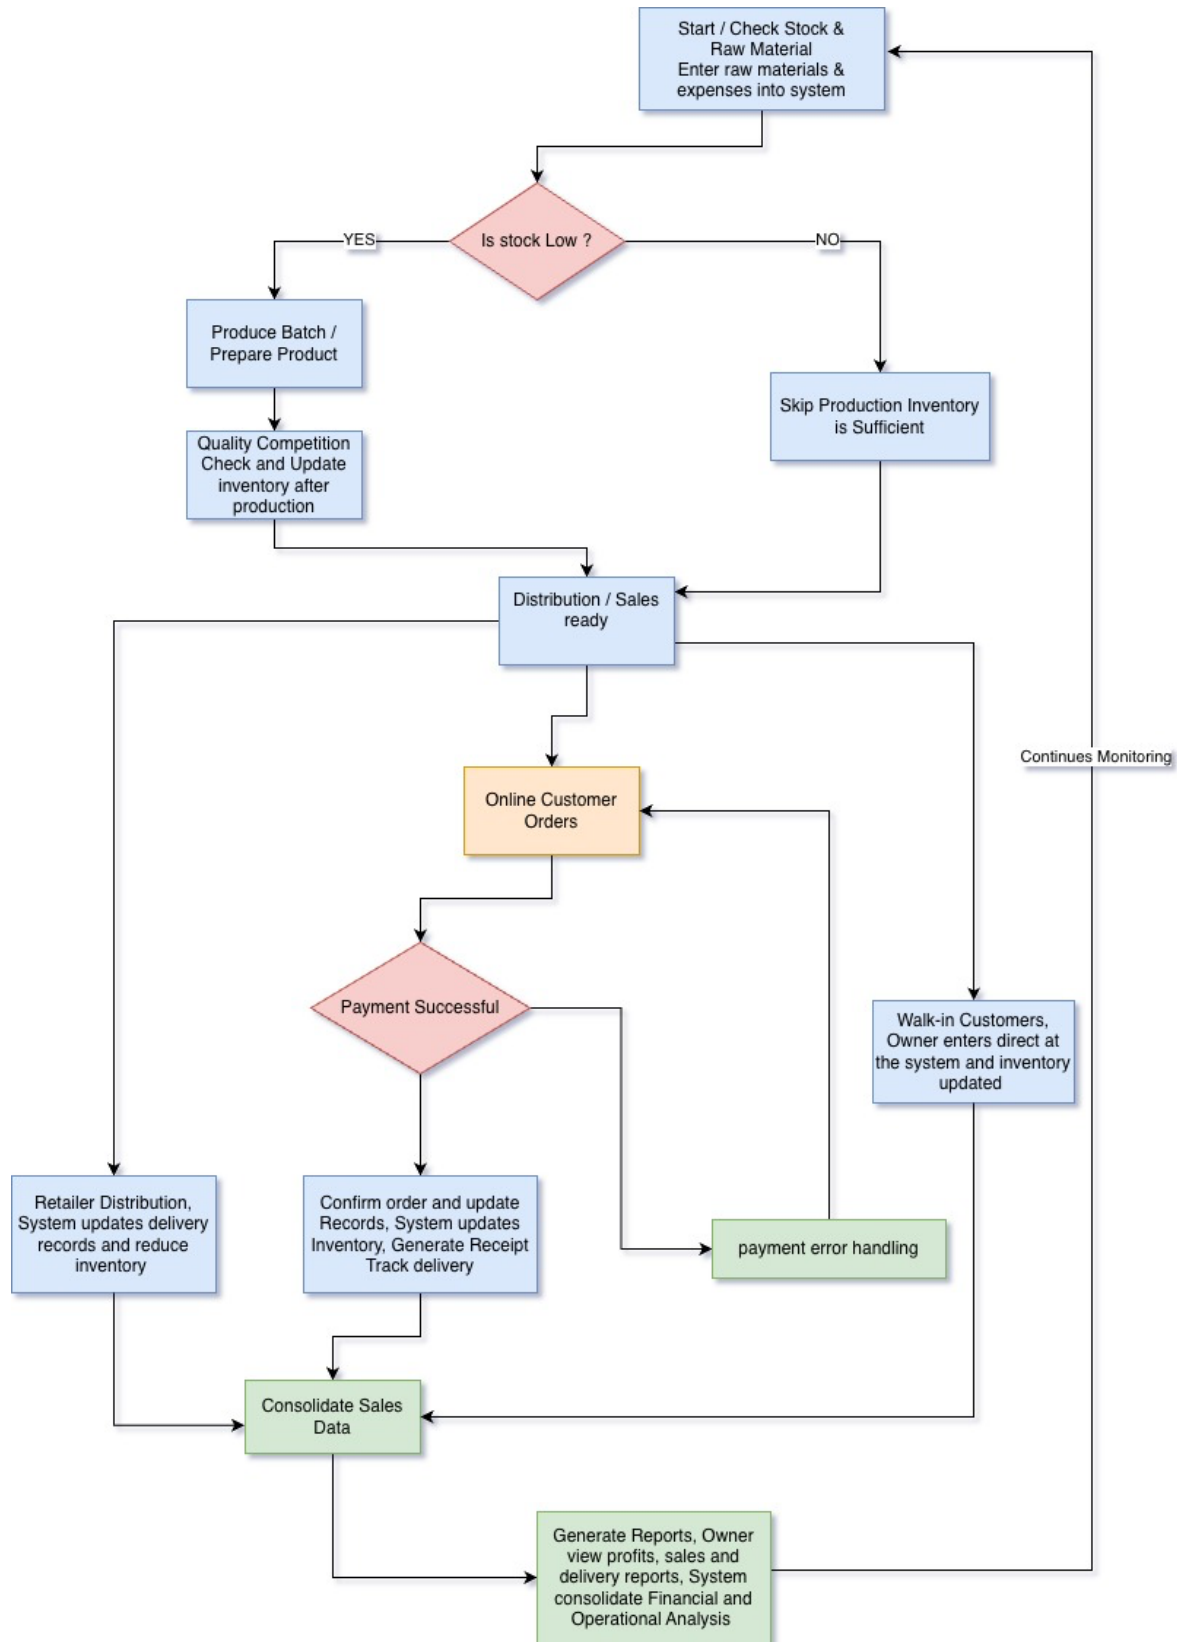 Start / Check Stock &
Raw Material
Enter raw materials &
expenses into system
Is stock Low ?
YES
NO
Produce Batch /
Prepare Product
Skip Production Inventory
is Sufficient
Quality Competition
Check and Update
inventory after
production
Distribution / Sales
ready
Continues Monitoring
Online Customer
Orders
Payment Successful
Walk-in Customers,
Owner enters direct at
the system and inventory
updated
Retailer Distribution,
System updates delivery
records and reduce
inventory
Confirm order and update
Records, System updates
Inventory, Generate Receipt
Track delivery
payment error handling
Consolidate Sales
Data
Generate Reports, Owner
view profits, sales and
delivery reports, System
consolidate Financial and
Operational Analysis